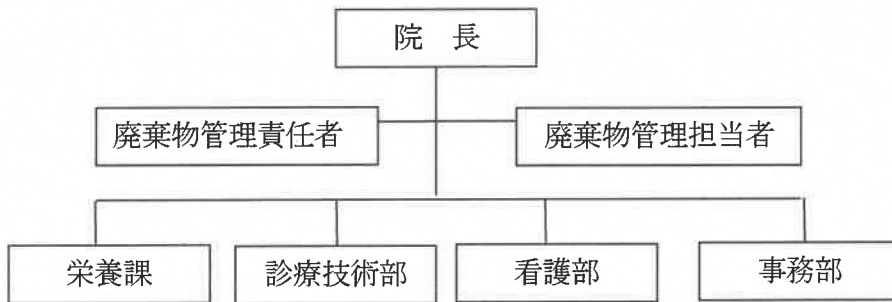 院 長
廃棄物管理責任者
廃棄物管理担当者
栄養課
診療技術部
看護部
事務部